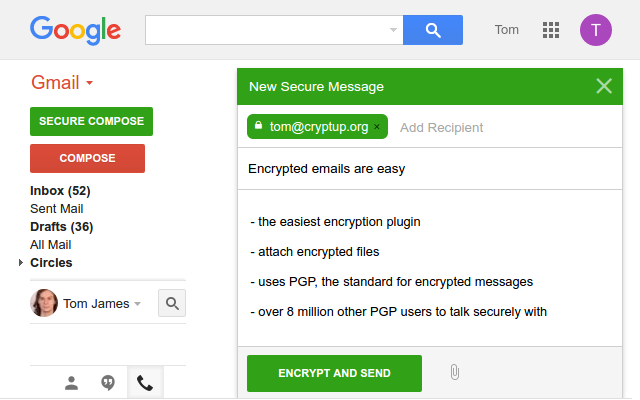 Google
Tom
T
Gmail
SECURE COMPOSE
COMPOSE
Inbox (52)
Sent Mail
Drafts (36)
All Mail
Circles
Tom James
New Secure Message
tom@cryptup.org ×
Add Recipient
Encrypted emails are easy
- the easiest encryption plugin
- attach encrypted files
- uses PGP, the standard for encrypted messages
- over 8 million other PGP users to talk securely with
ENCRYPT AND SEND